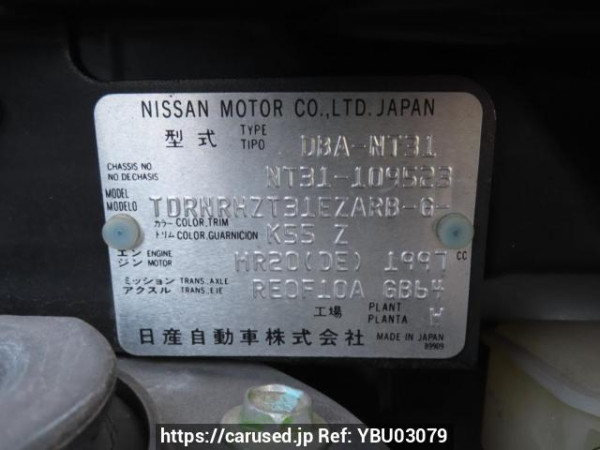 NISSAN MOTOR CO.,LTD. JAPAN
型式 TYPE TIPO DBA-NT31
CHASSIS NO. NO DE CHASIS NT31-109523
MODEL MODELO TDRNRHZT31EZARB-G-
カラー COLOR,TRIM トリム COLOR,GUARNICION K55 Z
エンジン ENGINE MOTOR MR20(DE) 1997 CC
ミッション アクスル TRANS.,AXLE TRANS.,EJE RE0F10A GB64
工場 PLANT PLANTA H
日産自動車株式会社 MADE IN JAPAN
89909
https://carused.jp Ref: YBU03079